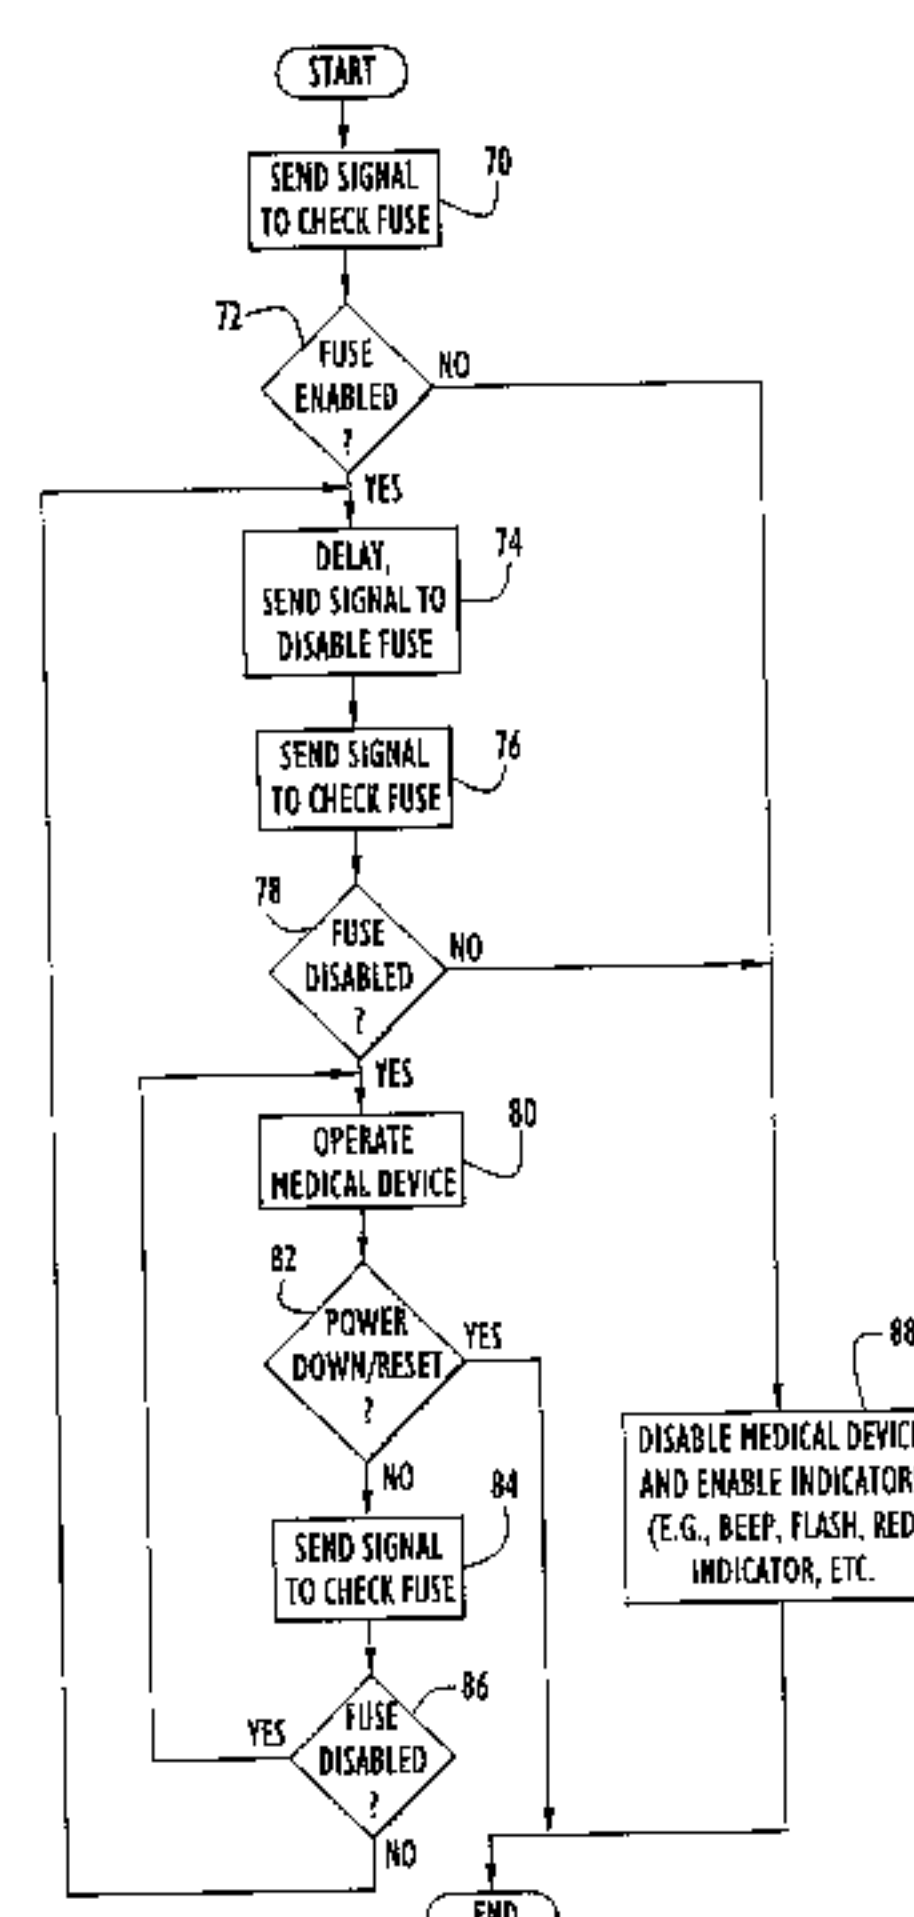 START
SEND SIGNAL
TO CHECK FUSE
70
72
FUSE
ENABLED
?
NO
YES
DELAY,
SEND SIGNAL TO
DISABLE FUSE
74
SEND SIGNAL
TO CHECK FUSE
76
78
FUSE
DISABLED
?
NO
YES
OPERATE
MEDICAL DEVICE
80
82
POWER
DOWN/RESET
?
YES
NO
88
DISABLE MEDICAL DEVIC
AND ENABLE INDICATOR
(E.G., BEEP, FLASH, RED
INDICATOR, ETC.
SEND SIGNAL
TO CHECK FUSE
84
86
FUSE
DISABLED
?
YES
NO
END